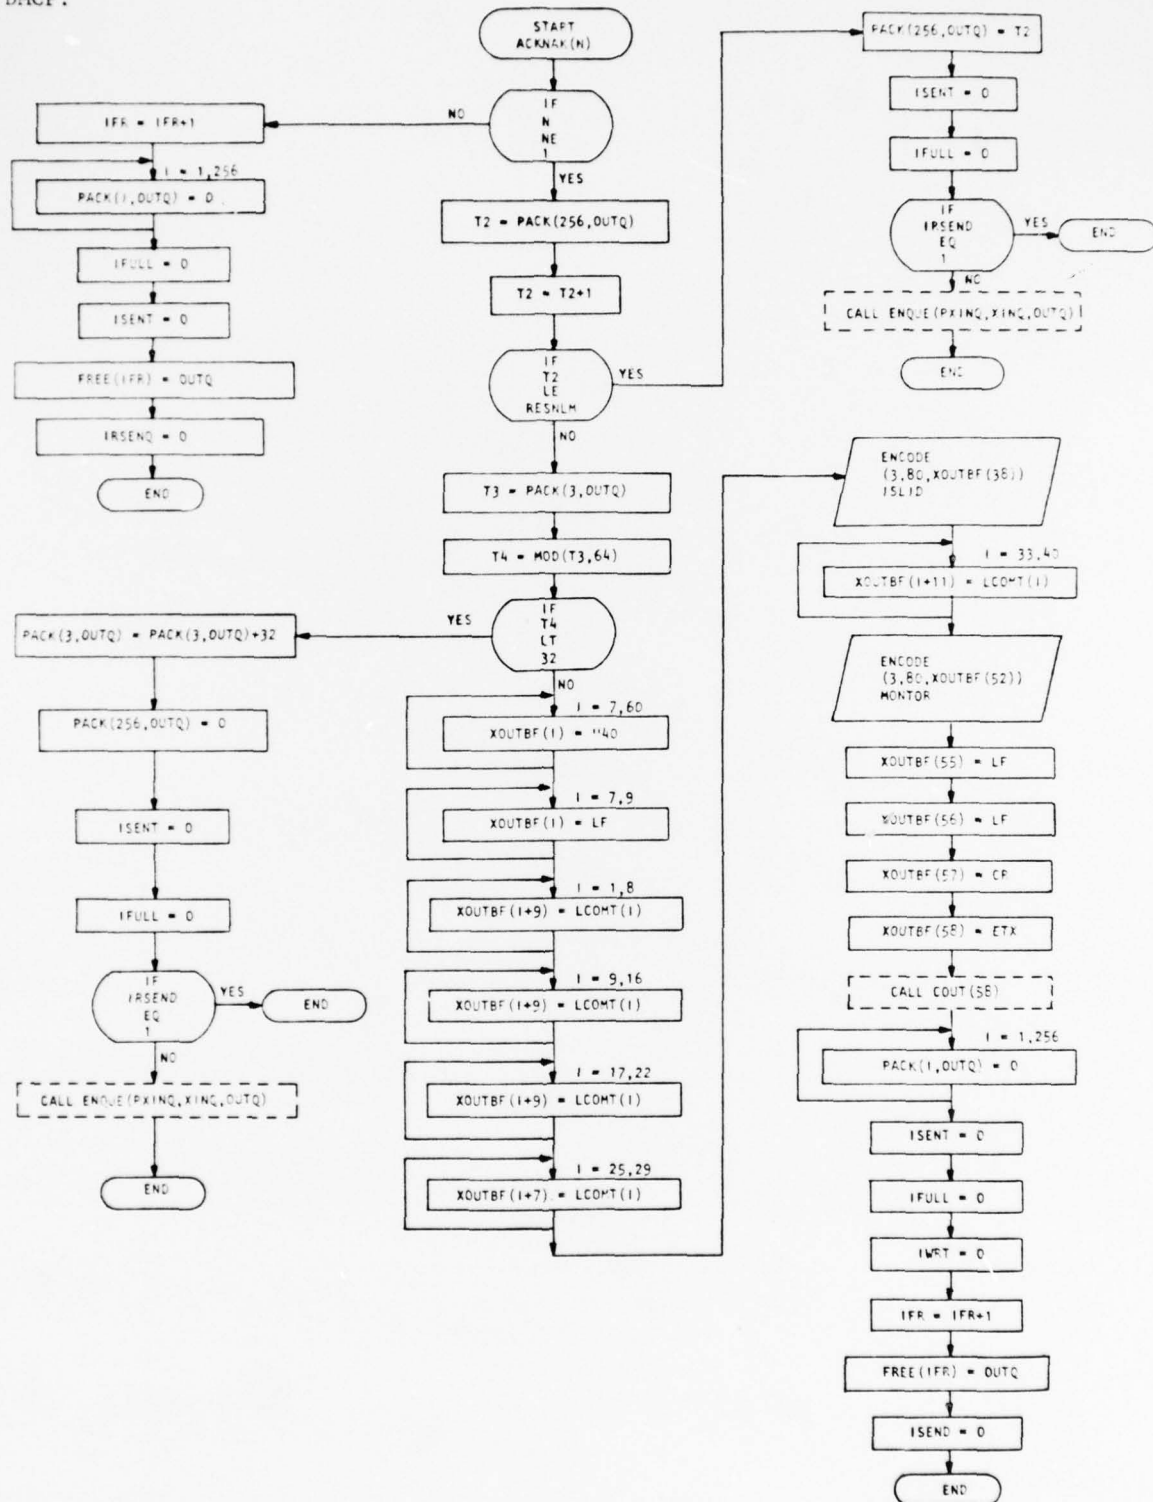 DMCP.
START
ACKNAK(N)
IF
N
NE
1
NO
YES
IFR = IFR+1
I = 1,256
PACK(I,OUTQ) = 0
IFULL = 0
ISENT = 0
FREE(IFR) = OUTQ
IRSENQ = 0
END
T2 = PACK(256,OUTQ)
T2 = T2+1
IF
T2
LE
RESNLM
YES
NO
PACK(256,OUTQ) = T2
ISENT = 0
IFULL = 0
IF
IRSEND
EQ
1
YES
END
NO
CALL ENQUE(PXINQ,XINQ,OUTQ)
END
T3 = PACK(3,OUTQ)
T4 = MOD(T3,64)
IF
T4
LT
32
YES
NO
PACK(3,OUTQ) = PACK(3,OUTQ)+32
PACK(256,OUTQ) = 0
ISENT = 0
IFULL = 0
IF
IRSEND
EQ
1
YES
END
NO
CALL ENQUE(PXINQ,XINQ,OUTQ)
END
I = 7,60
XOUTBF(I) = "40
I = 7,9
XOUTBF(I) = LF
I = 1,8
XOUTBF(I+9) = LCOMT(I)
I = 9,16
XOUTBF(I+9) = LCOMT(I)
I = 17,22
XOUTBF(I+9) = LCOMT(I)
I = 25,29
XOUTBF(I+7) = LCOMT(I)
ENCODE
(3,80,XOUTBF(38))
ISLID
I = 33,40
XOUTBF(I+11) = LCOMT(I)
ENCODE
(3,80,XOUTBF(52))
MONTOR
XOUTBF(55) = LF
XOUTBF(56) = LF
XOUTBF(57) = CR
XOUTBF(58) = ETX
CALL COUT(58)
I = 1,256
PACK(I,OUTQ) = 0
ISENT = 0
IFULL = 0
IWRT = 0
IFR = IFR+1
FREE(IFR) = OUTQ
ISEND = 0
END